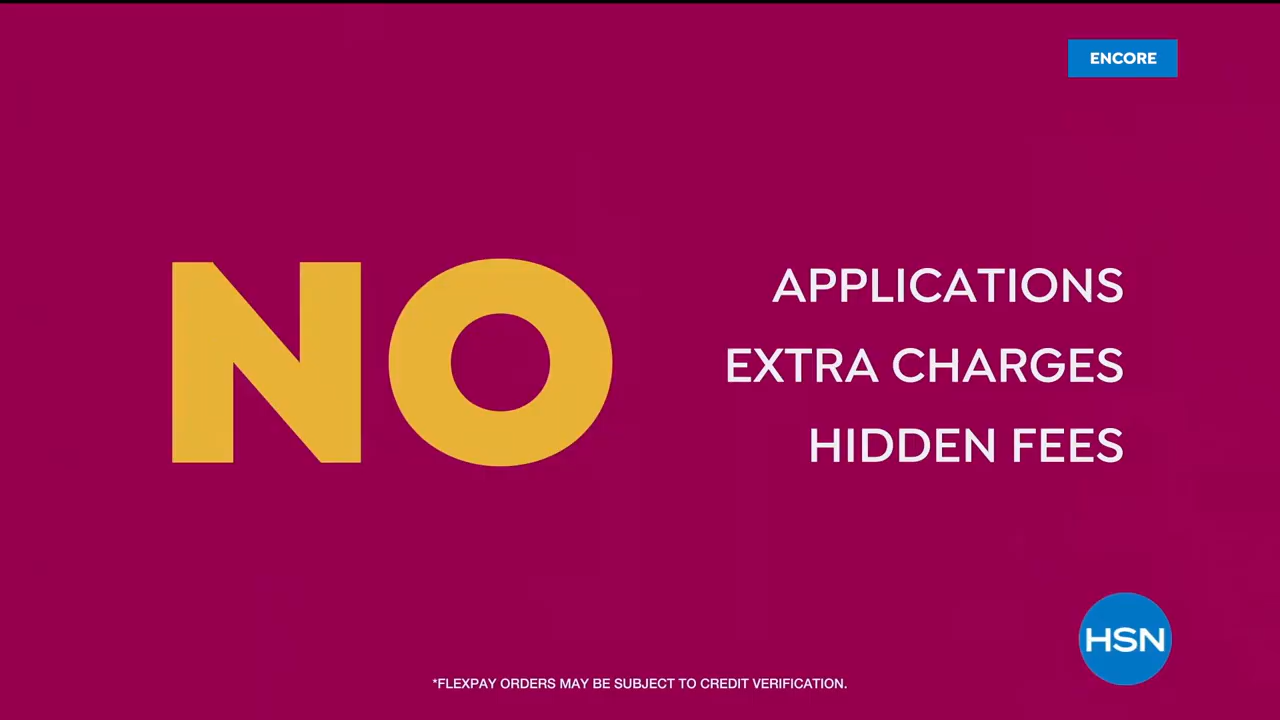 ENCORE
NO
APPLICATIONS
EXTRA CHARGES
HIDDEN FEES
HSN
*FLEXPAY ORDERS MAY BE SUBJECT TO CREDIT VERIFICATION.